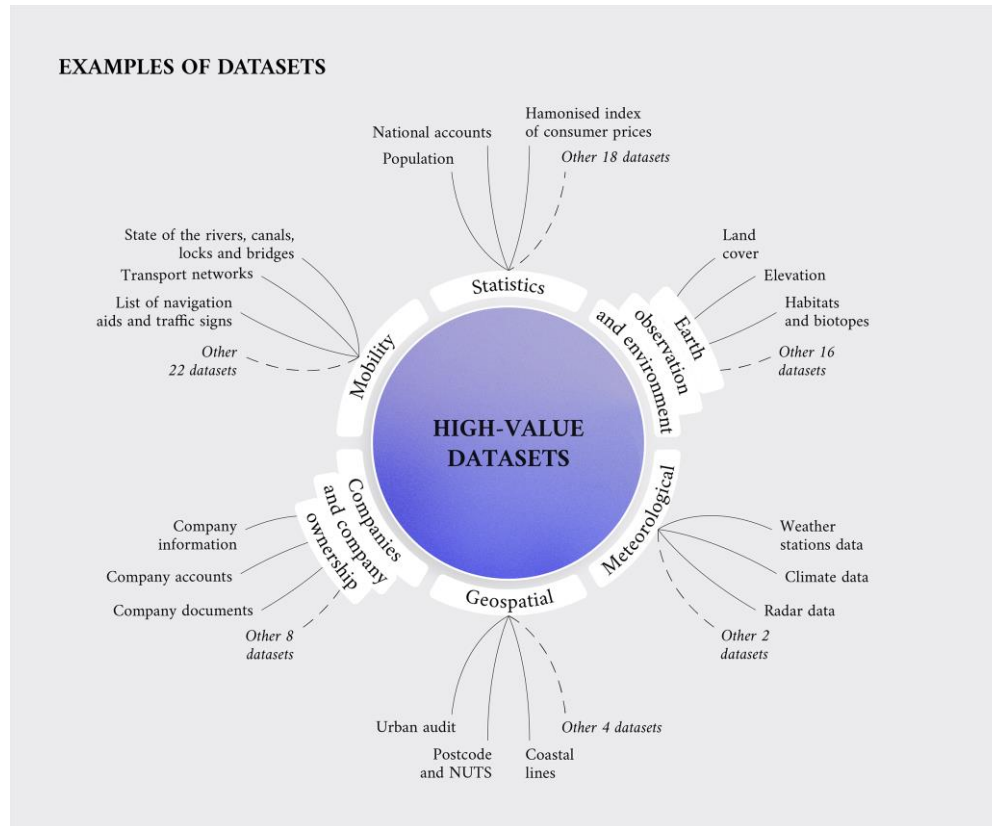 EXAMPLES OF DATASETS
Hamonised index
of consumer prices
National accounts
Population
Other 18 datasets
State of the rivers, canals,
locks and bridges
Transport networks
List of navigation
aids and traffic signs
Other
22 datasets
Land
cover
Elevation
Habitats
and biotopes
Other 16
datasets
Statistics
Earth
observation
and environment
Mobility
HIGH-VALUE
DATASETS
Companies
and company
ownership
Meteorological
Geospatial
Company
information
Company accounts
Company documents
Other 8
datasets
Weather
stations data
Climate data
Radar data
Other 2
datasets
Urban audit
Postcode
and NUTS
Coastal
lines
Other 4 datasets